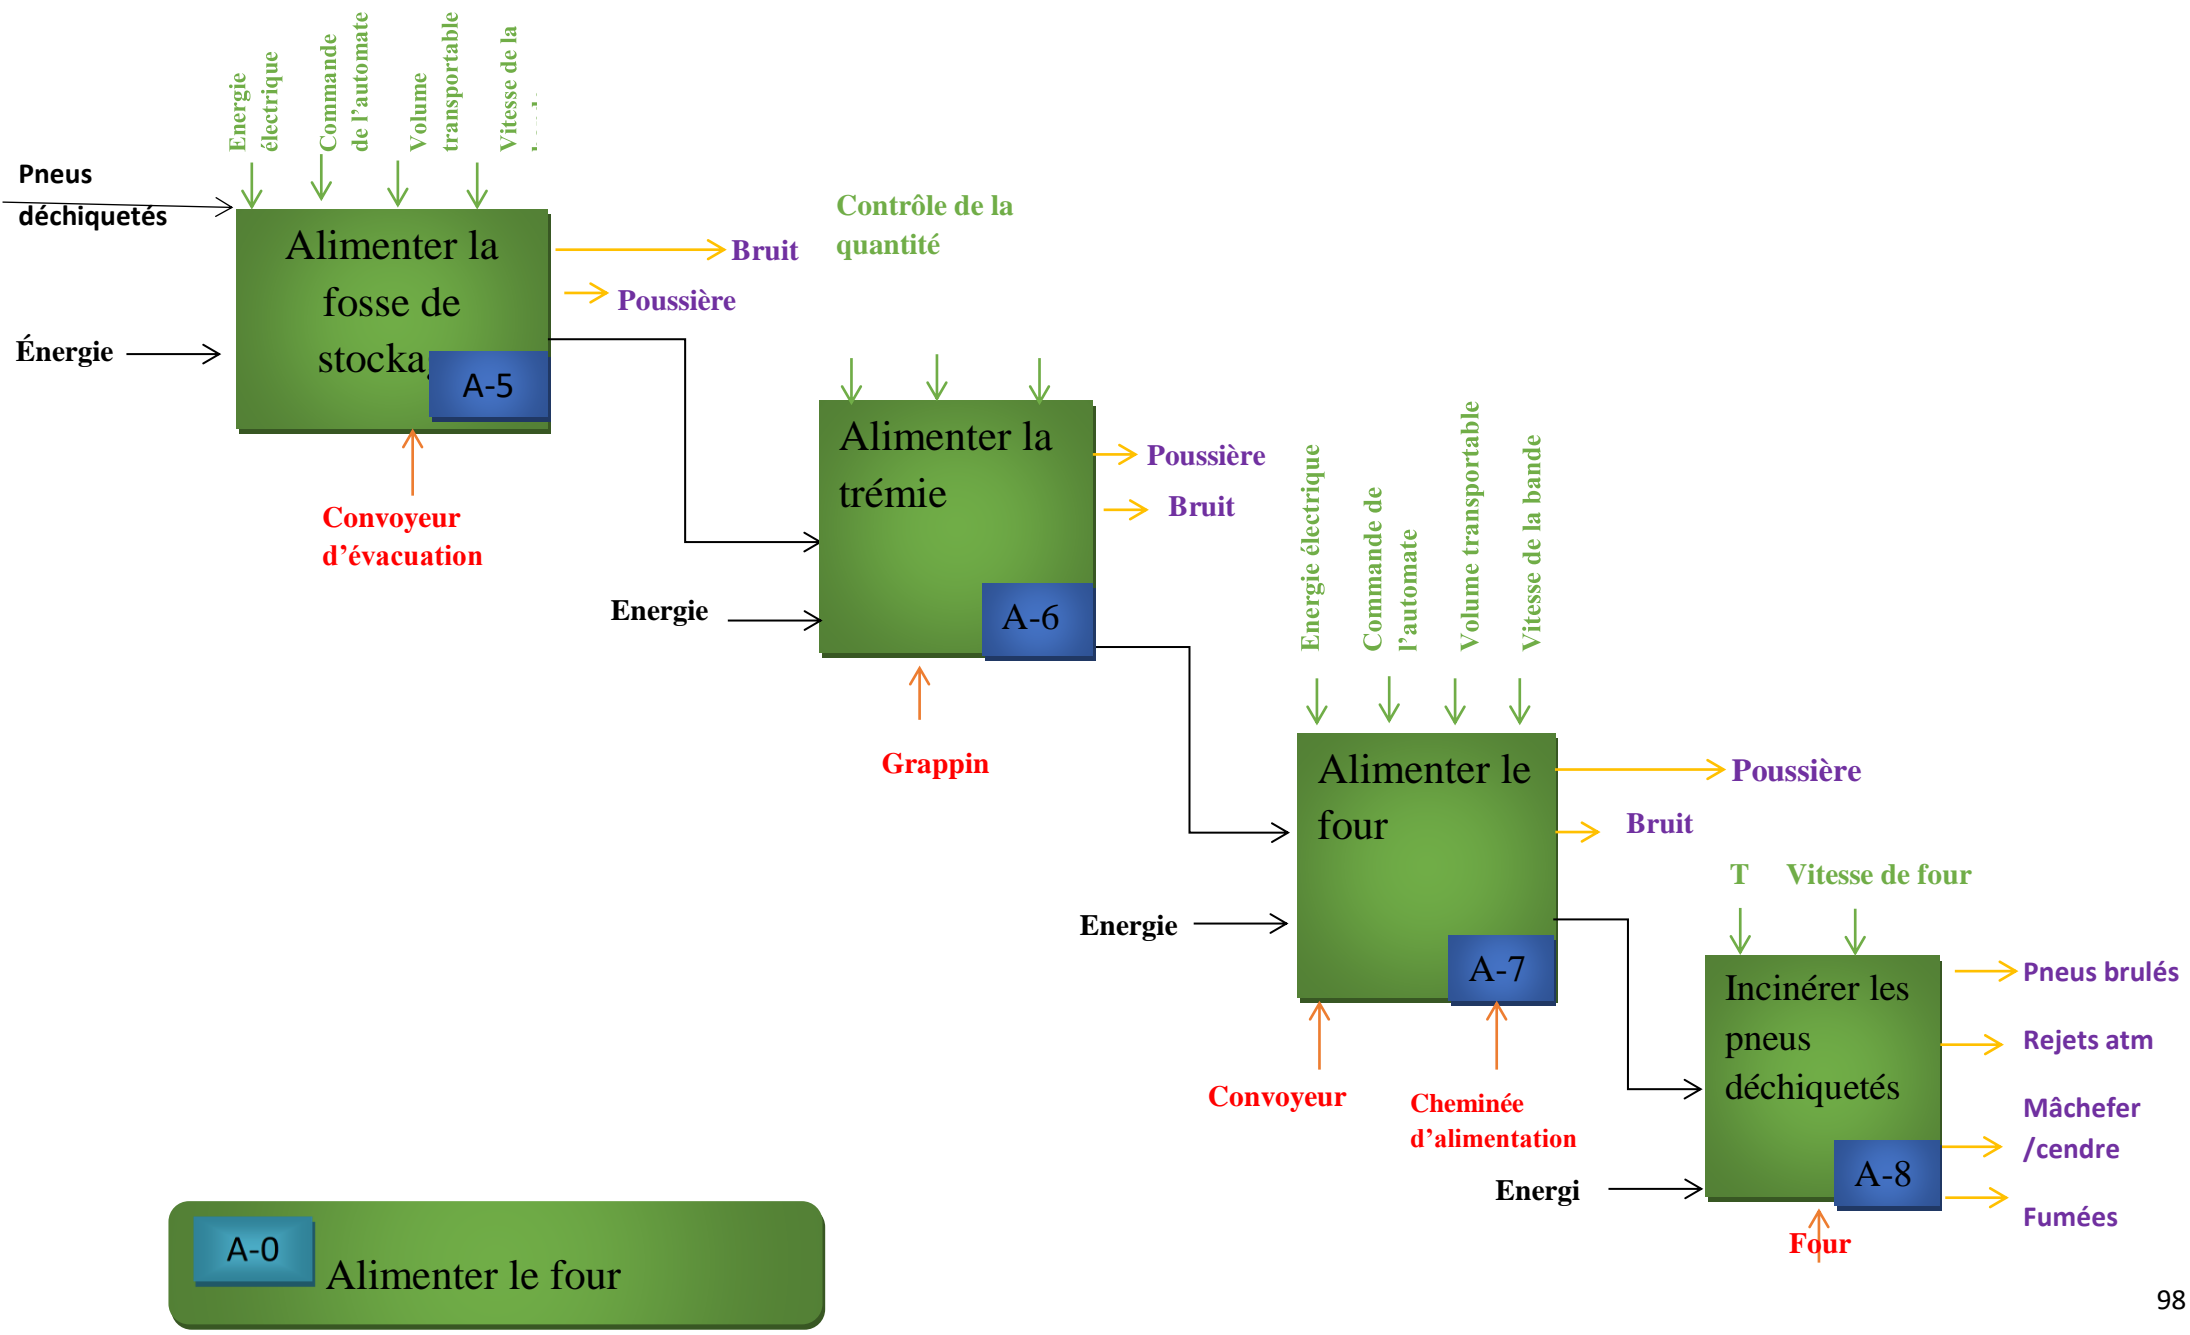 Energie
électrique
Commande
de l’automate
Volume
transportable
Vitesse de la
Pneus
déchiquetés
Énergie
Alimenter la
fosse de
stocka
A-5
Bruit
Poussière
Convoyeur
d’évacuation
Contrôle de la
quantité
Alimenter la
trémie
A-6
Poussière
Bruit
Energie
Grappin
Energie électrique
Commande de
l’automate
Volume transportable
Vitesse de la bande
Alimenter le
four
A-7
Poussière
Bruit
Energie
Convoyeur
Cheminée
d’alimentation
T
Vitesse de four
Incinérer les
pneus
déchiquetés
A-8
Pneus brulés
Rejets atm
Mâchefer
/cendre
Fumées
Energi
Four
A-0
Alimenter le four
98